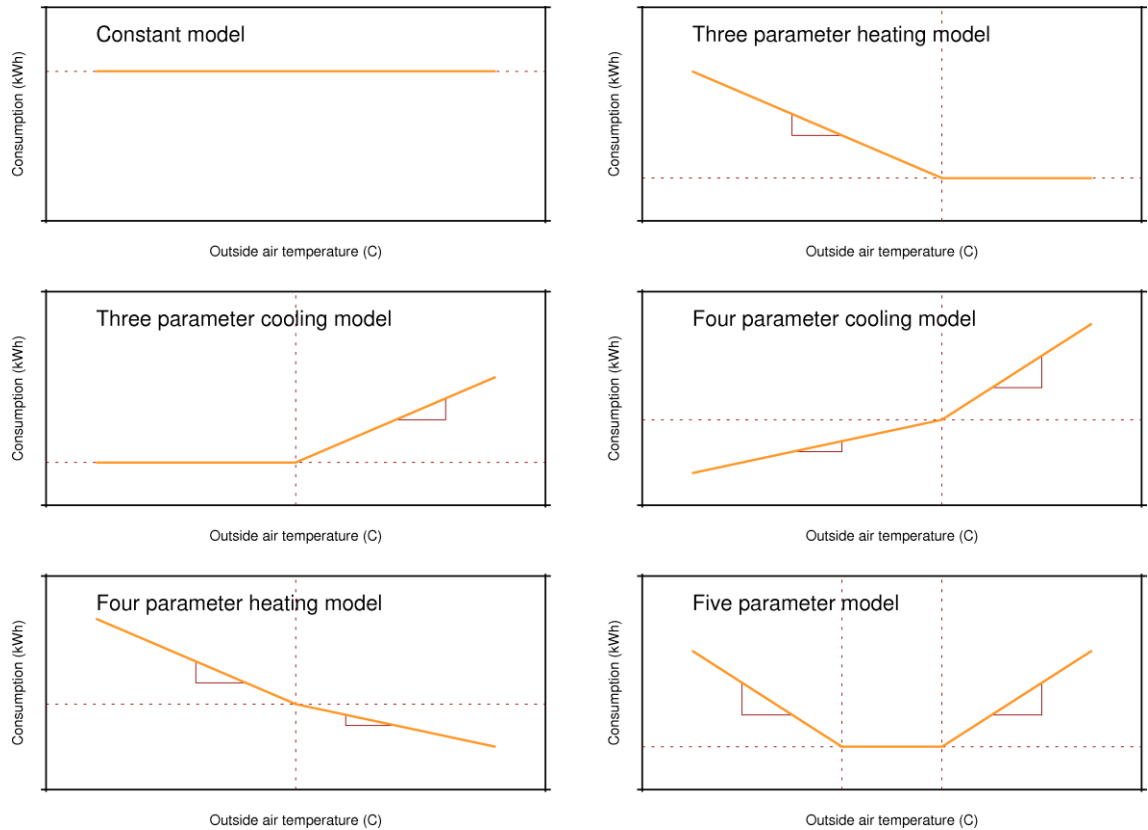 Constant model
Consumption (kWh)
Outside air temperature (C)
Three parameter heating model
Consumption (kWh)
Outside air temperature (C)
Three parameter cooling model
Consumption (kWh)
Outside air temperature (C)
Four parameter cooling model
Consumption (kWh)
Outside air temperature (C)
Four parameter heating model
Consumption (kWh)
Outside air temperature (C)
Five parameter model
Consumption (kWh)
Outside air temperature (C)